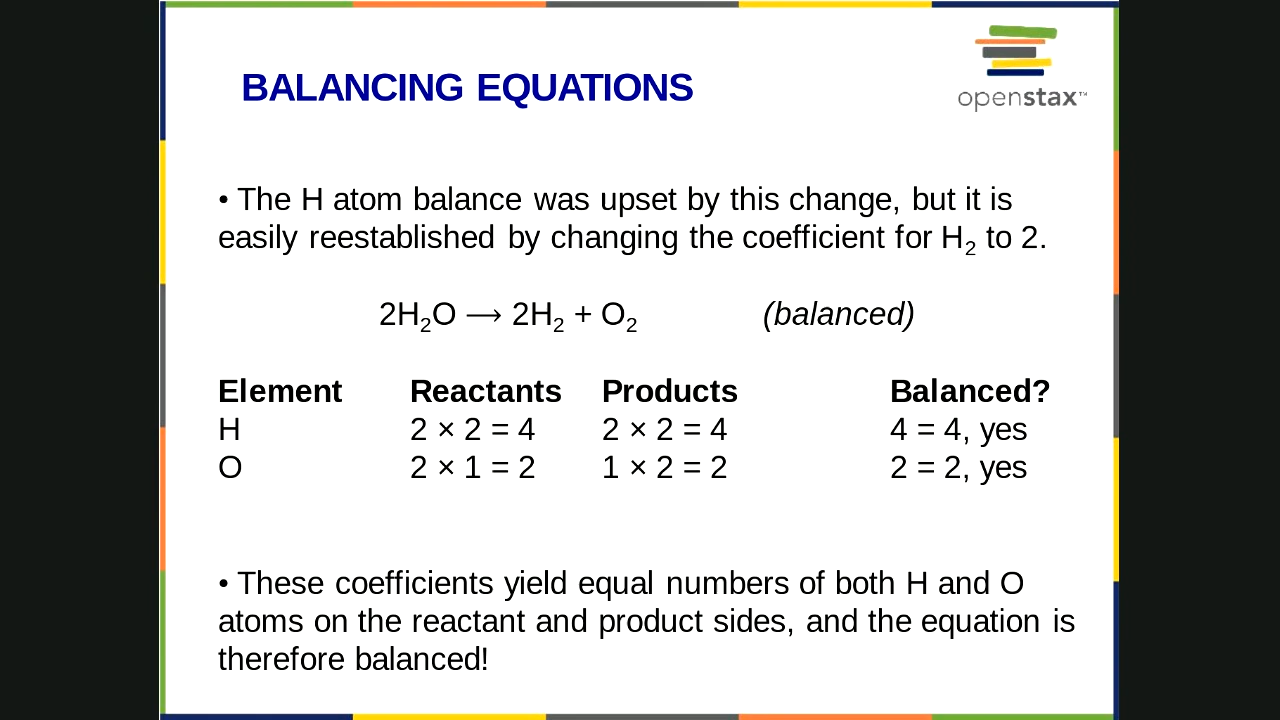 BALANCING EQUATIONS
openstax™
• The H atom balance was upset by this change, but it is
easily reestablished by changing the coefficient for H₂ to 2.
2H₂O ⟶ 2H₂ + O₂ (balanced)
Element Reactants Products Balanced?
H 2 × 2 = 4 2 × 2 = 4 4 = 4, yes
O 2 × 1 = 2 1 × 2 = 2 2 = 2, yes
• These coefficients yield equal numbers of both H and O
atoms on the reactant and product sides, and the equation is
therefore balanced!